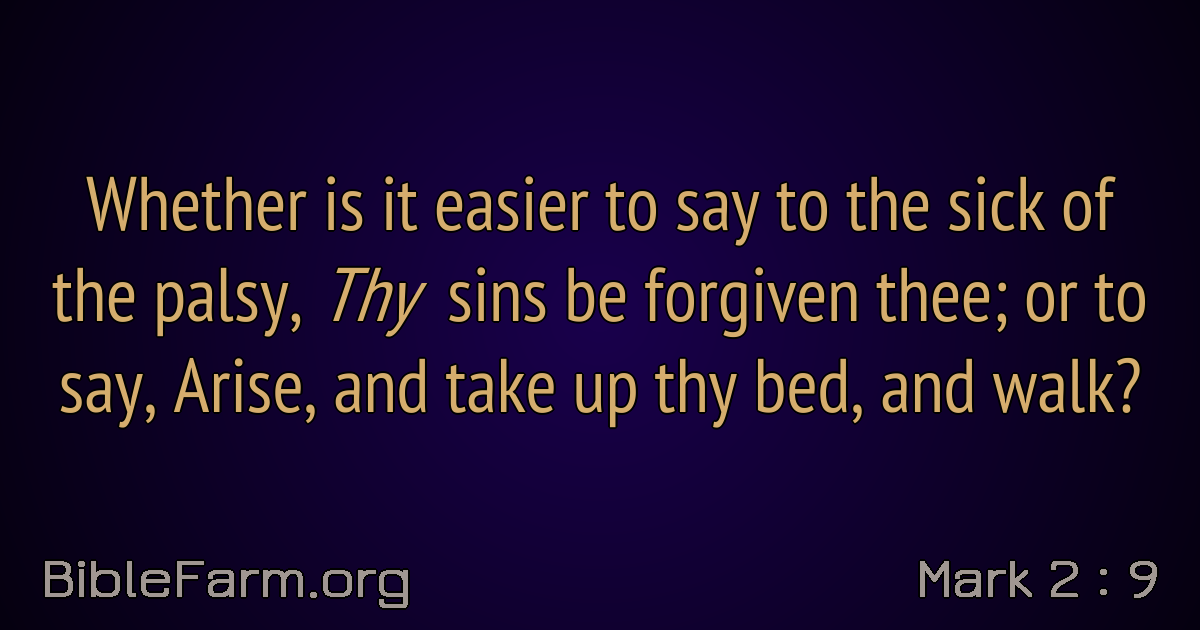 Whether is it easier to say to the sick of
the palsy, Thy sins be forgiven thee; or to
say, Arise, and take up thy bed, and walk?
BibleFarm.org
Mark 2 : 9